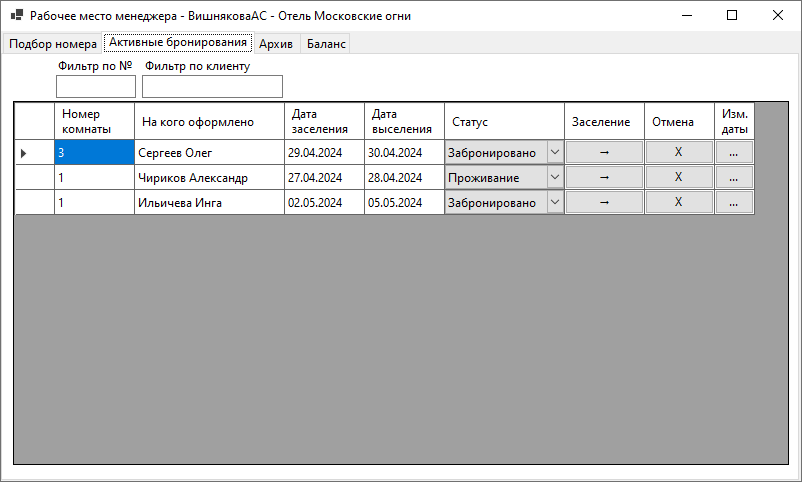 Рабочее место менеджера - ВишняковаАС - Отель Московские огни
Подбор номера Активные бронирования Архив Баланс
Фильтр по № Фильтр по клиенту
Номер комнаты На кого оформлено Дата заселения Дата выселения Статус Заселение Отмена Изм. даты
3 Сергеев Олег 29.04.2024 30.04.2024 Забронировано → X ...
1 Чириков Александр 27.04.2024 28.04.2024 Проживание → X ...
1 Ильичева Инга 02.05.2024 05.05.2024 Забронировано → X ...